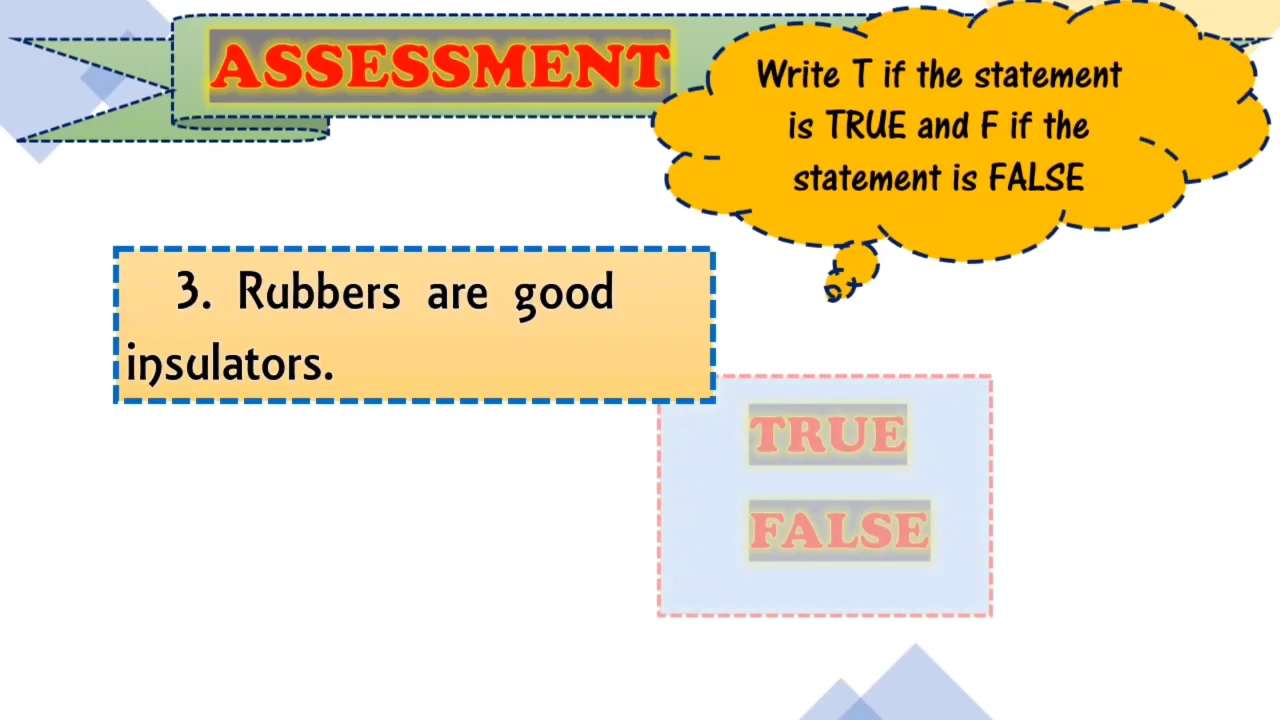 ASSESSMENT
Write T if the statement
is TRUE and F if the
statement is FALSE
3. Rubbers are good
insulators.
TRUE
FALSE